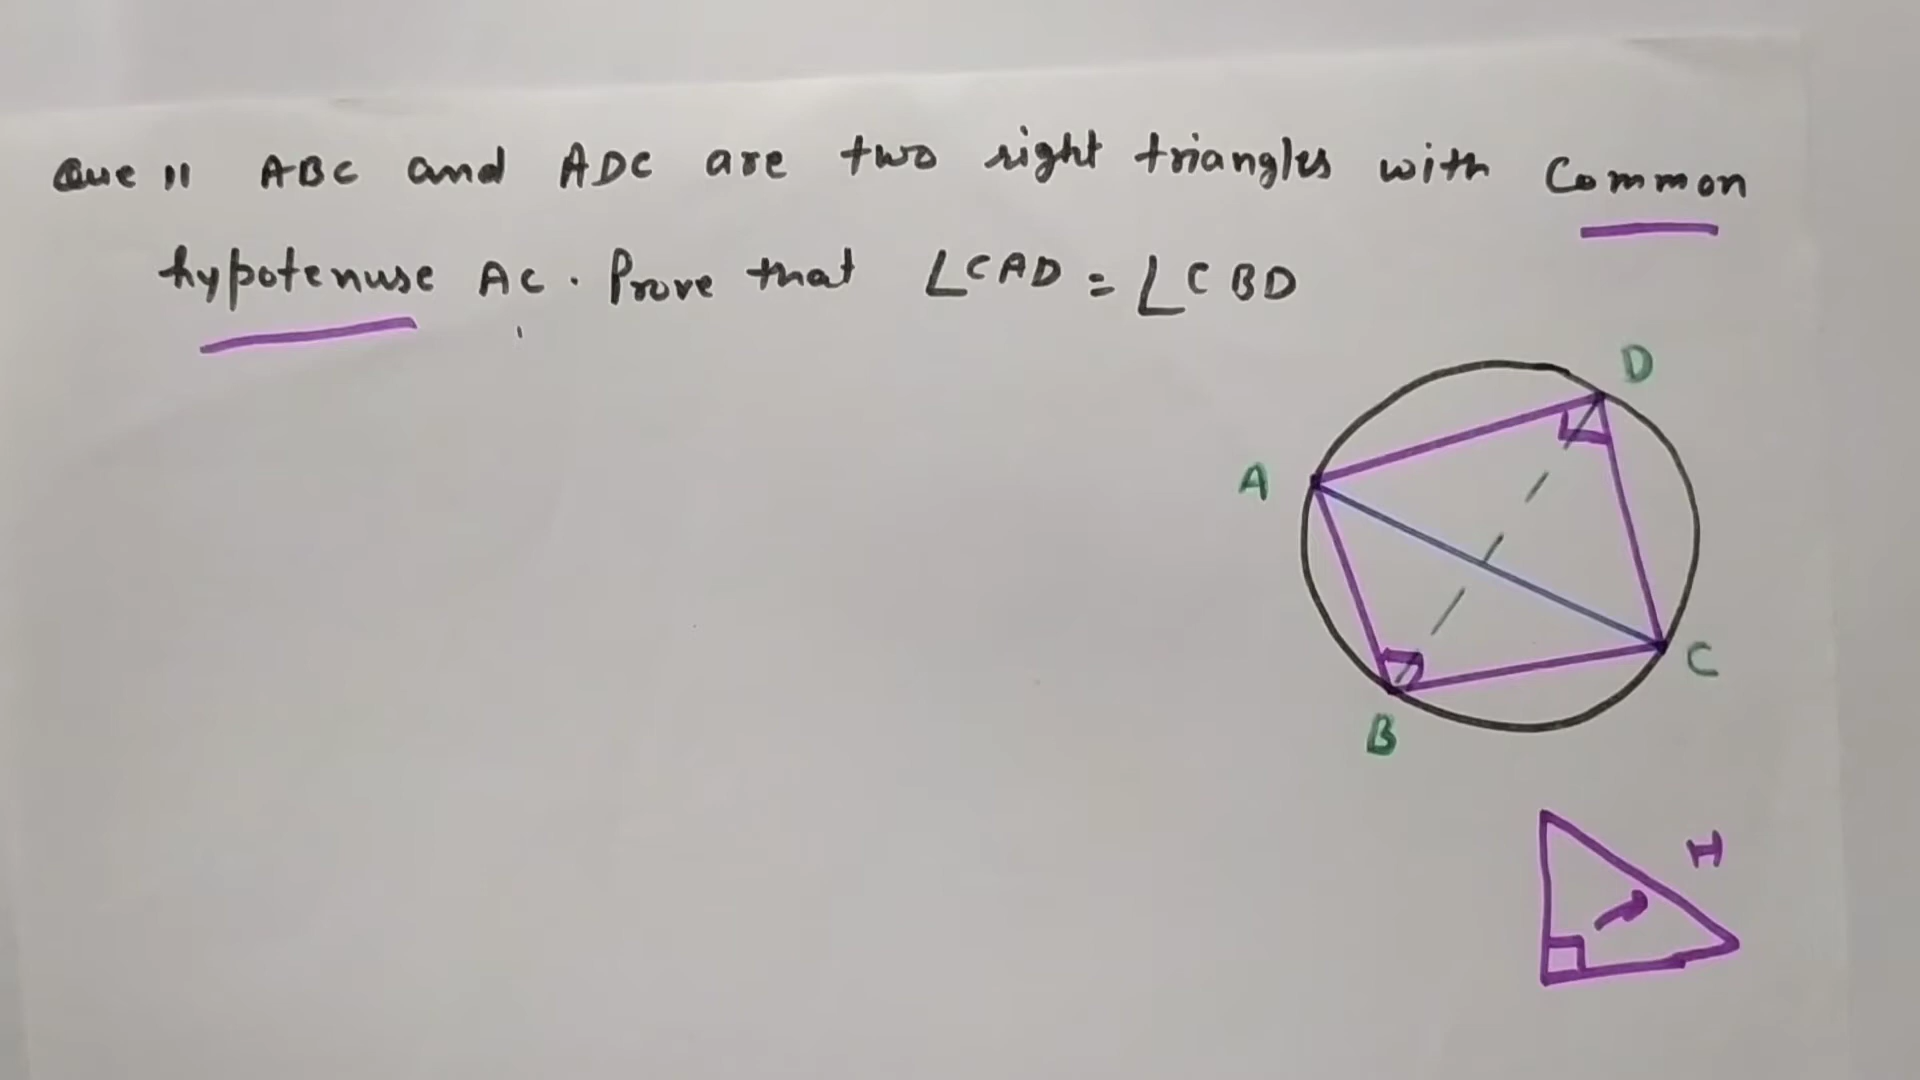 Que 11 ABC and ADC are two right triangles with Common
hypotenuse AC. Prove that ∠CAD = ∠CBD
D
A
C
B
H